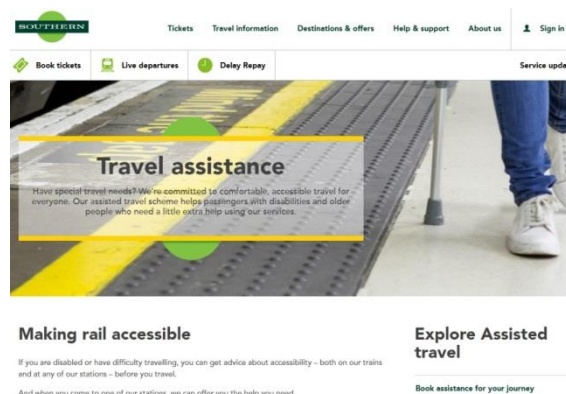 SOUTHERN
Tickets Travel information Destinations & offers Help & support About us Sign in
Book tickets Live departures Delay Repay Service upda
Travel assistance
Have special travel needs? We're committed to comfortable, accessible travel for
everyone. Our assisted travel scheme helps passengers with disabilities and older
people who need a little extra help using our services.
Making rail accessible
If you are disabled or have difficulty travelling, you can get advice about accessibility – both on our trains
and at any of our stations – before you travel.
And when you come to one of our stations, we can offer you the help you need.
Explore Assisted
travel
Book assistance for your journey